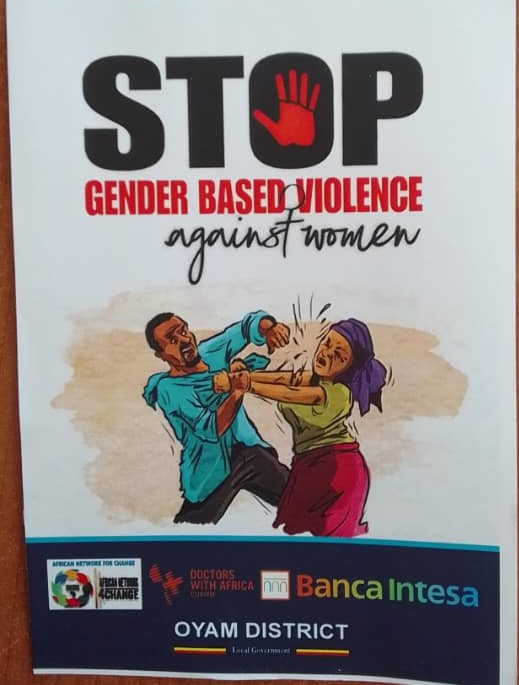 STOP
GENDER BASED VIOLENCE
against women
AFRICAN NETWORK FOR CHANGE
AFRICAN NETWORK
4CHANGE
DOCTORS
WITH AFRICA
CUAMM
Banca Intesa
OYAM DISTRICT
Local Government